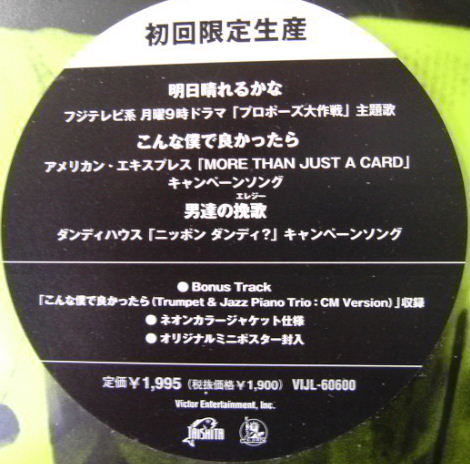 初回限定生産
明日晴れるかな
フジテレビ系 月曜9時ドラマ「プロポーズ大作戦」主題歌
こんな僕で良かったら
アメリカン・エキスプレス「MORE THAN JUST A CARD」
キャンペーンソング
エレジー
男達の挽歌
ダンディハウス「ニッポン ダンディ?」キャンペーンソング
● Bonus Track
「こんな僕で良かったら(Trumpet & Jazz Piano Trio:CM Version)」収録
● ネオンカラージャケット仕様
● オリジナルミニポスター封入
定価¥1,995(税抜価格¥1,900) VIJL-60600
Victor Entertainment, Inc.
TAISHITA